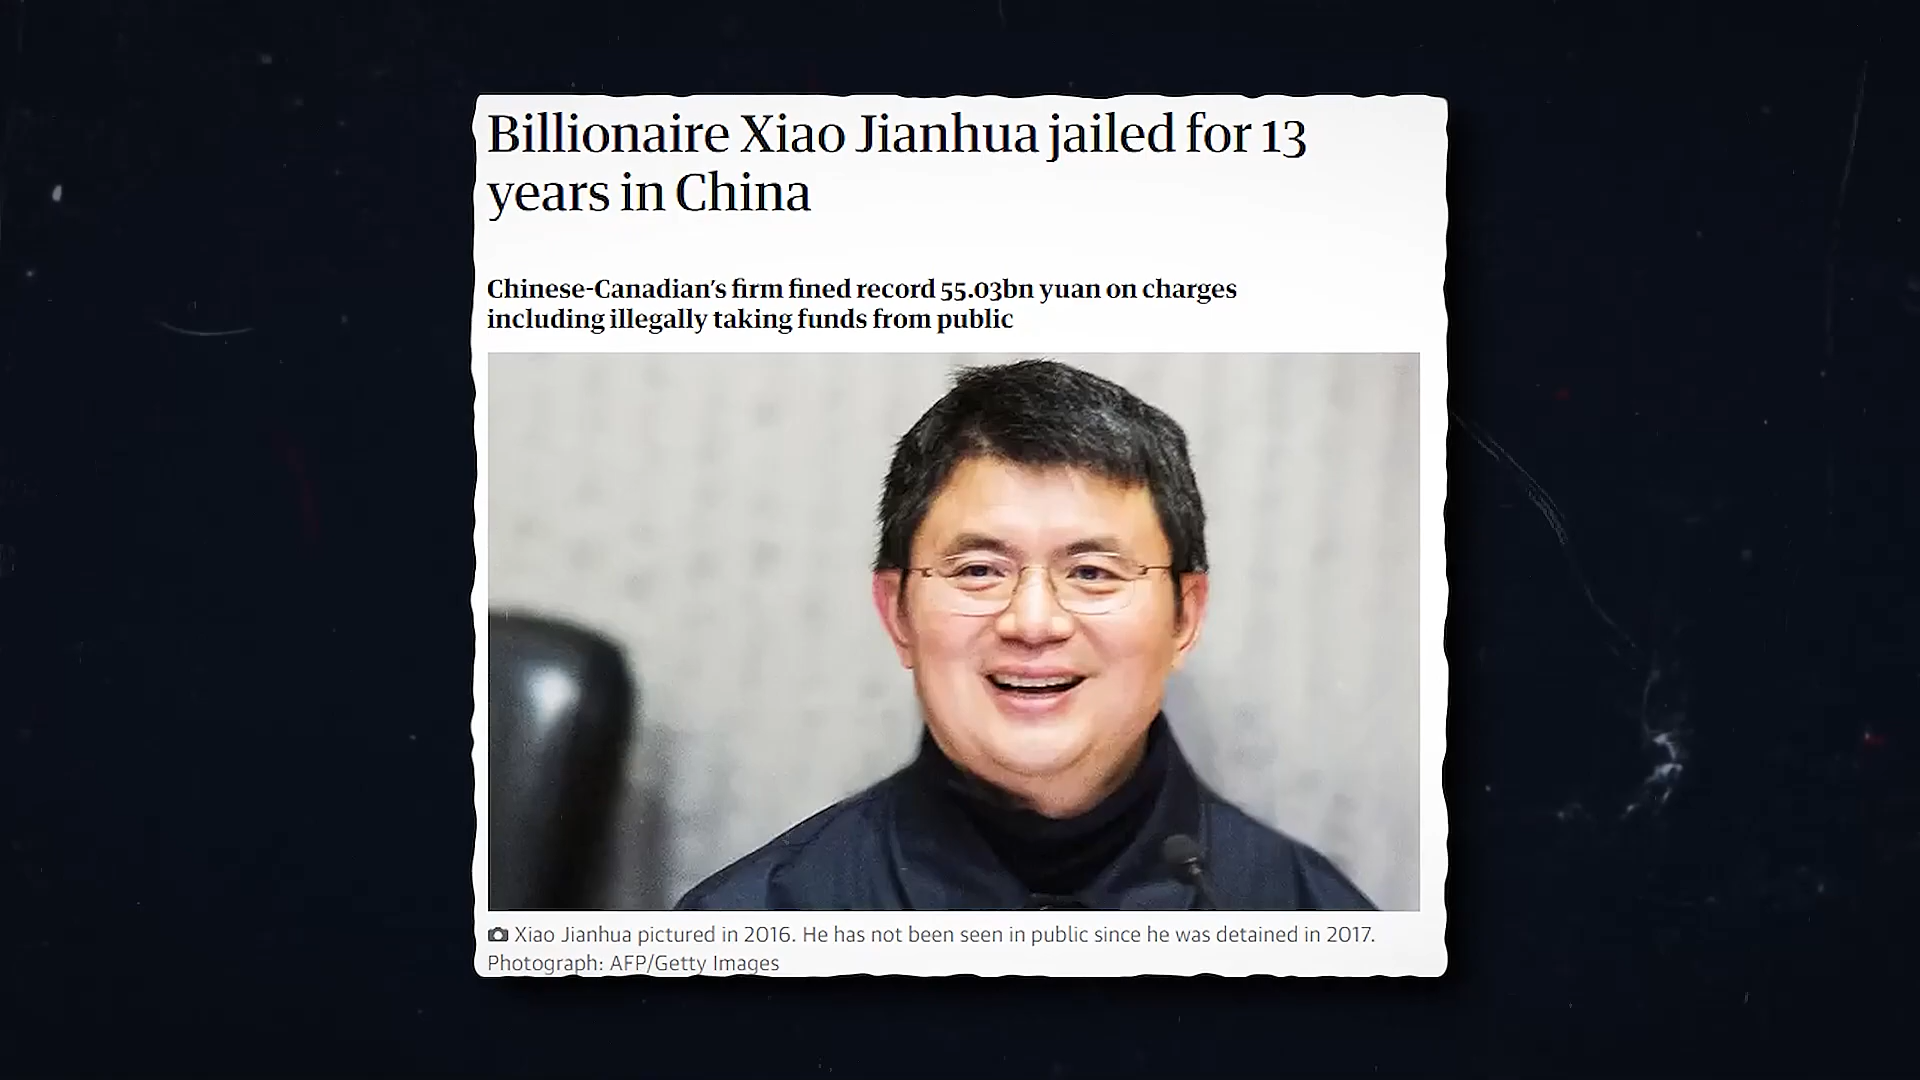 Billionaire Xiao Jianhua jailed for 13
years in China
Chinese-Canadian’s firm fined record 55.03bn yuan on charges
including illegally taking funds from public
Xiao Jianhua pictured in 2016. He has not been seen in public since he was detained in 2017.
Photograph: AFP/Getty Images